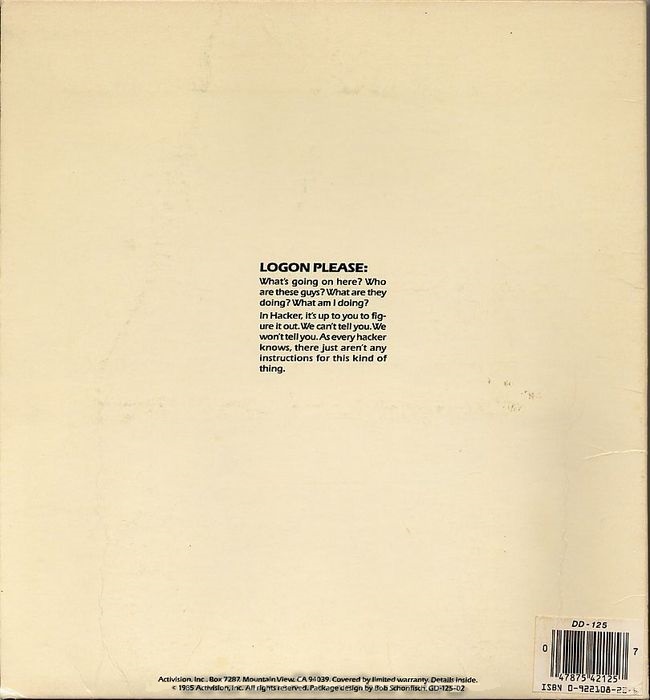 LOGON PLEASE:
What's going on here? Who
are these guys? What are they
doing? What am I doing?
In Hacker, it's up to you to fig-
ure it out. We can't tell you. We
won't tell you. As every hacker
knows, there just aren't any
instructions for this kind of
thing.
DD-125
0 47875 42125 7
ISBN 0-922108-
Activision, Inc. Box 7287, Mountain View, CA 94039. Covered by limited warranty. Details inside.
© 1985 Activision, Inc. All rights reserved. Package design by Bob Schonfisch. GD-125-02